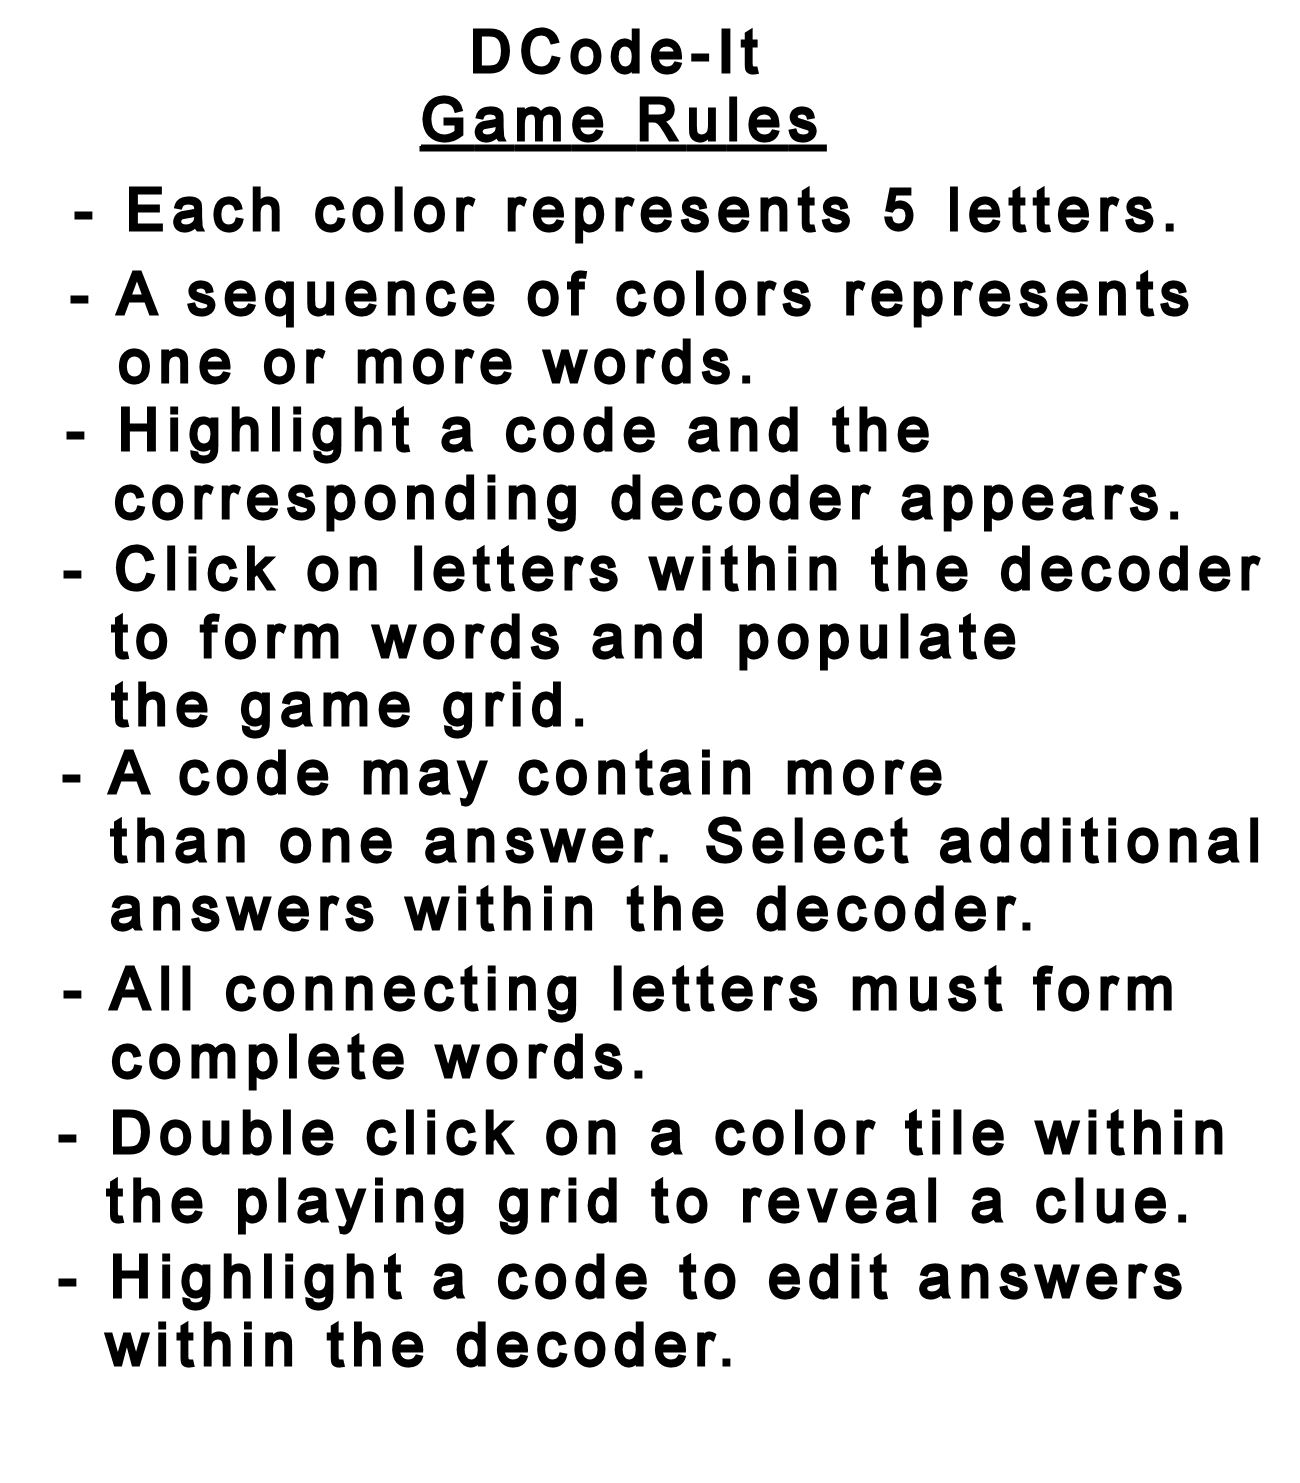 DCode-It
Game Rules
- Each color represents 5 letters.
- A sequence of colors represents
one or more words.
- Highlight a code and the
corresponding decoder appears.
- Click on letters within the decoder
to form words and populate
the game grid.
- A code may contain more
than one answer. Select additional
answers within the decoder.
- All connecting letters must form
complete words.
- Double click on a color tile within
the playing grid to reveal a clue.
- Highlight a code to edit answers
within the decoder.